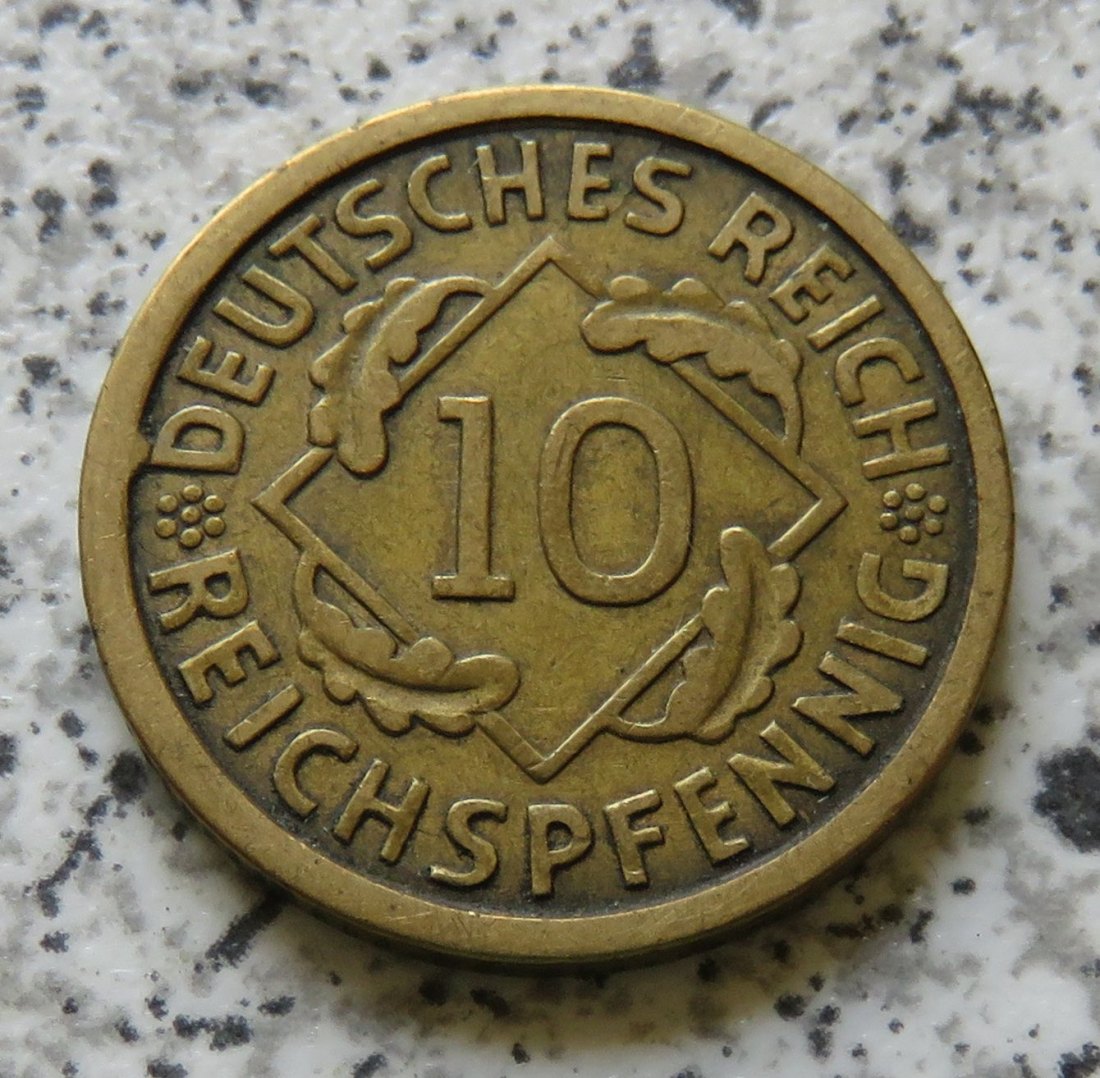 DEUTSCHES REICH
10
REICHSPFENNIG